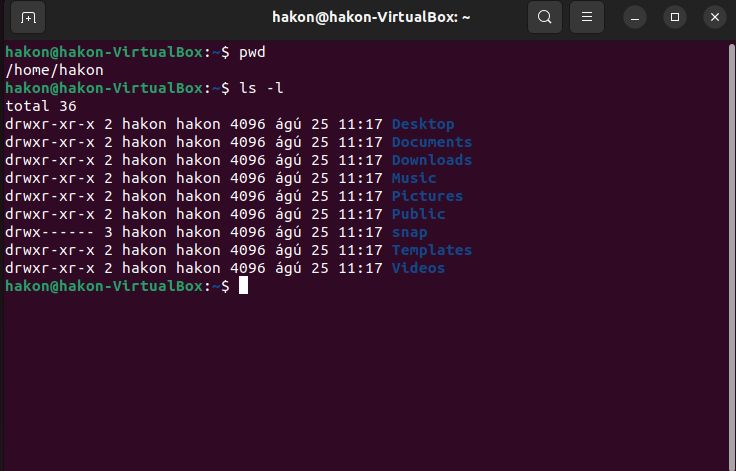 hakon@hakon-VirtualBox: ~
hakon@hakon-VirtualBox:~$ pwd
/home/hakon
hakon@hakon-VirtualBox:~$ ls -l
total 36
drwxr-xr-x 2 hakon hakon 4096 ágú 25 11:17 Desktop
drwxr-xr-x 2 hakon hakon 4096 ágú 25 11:17 Documents
drwxr-xr-x 2 hakon hakon 4096 ágú 25 11:17 Downloads
drwxr-xr-x 2 hakon hakon 4096 ágú 25 11:17 Music
drwxr-xr-x 2 hakon hakon 4096 ágú 25 11:17 Pictures
drwxr-xr-x 2 hakon hakon 4096 ágú 25 11:17 Public
drwx------ 3 hakon hakon 4096 ágú 25 11:17 snap
drwxr-xr-x 2 hakon hakon 4096 ágú 25 11:17 Templates
drwxr-xr-x 2 hakon hakon 4096 ágú 25 11:17 Videos
hakon@hakon-VirtualBox:~$